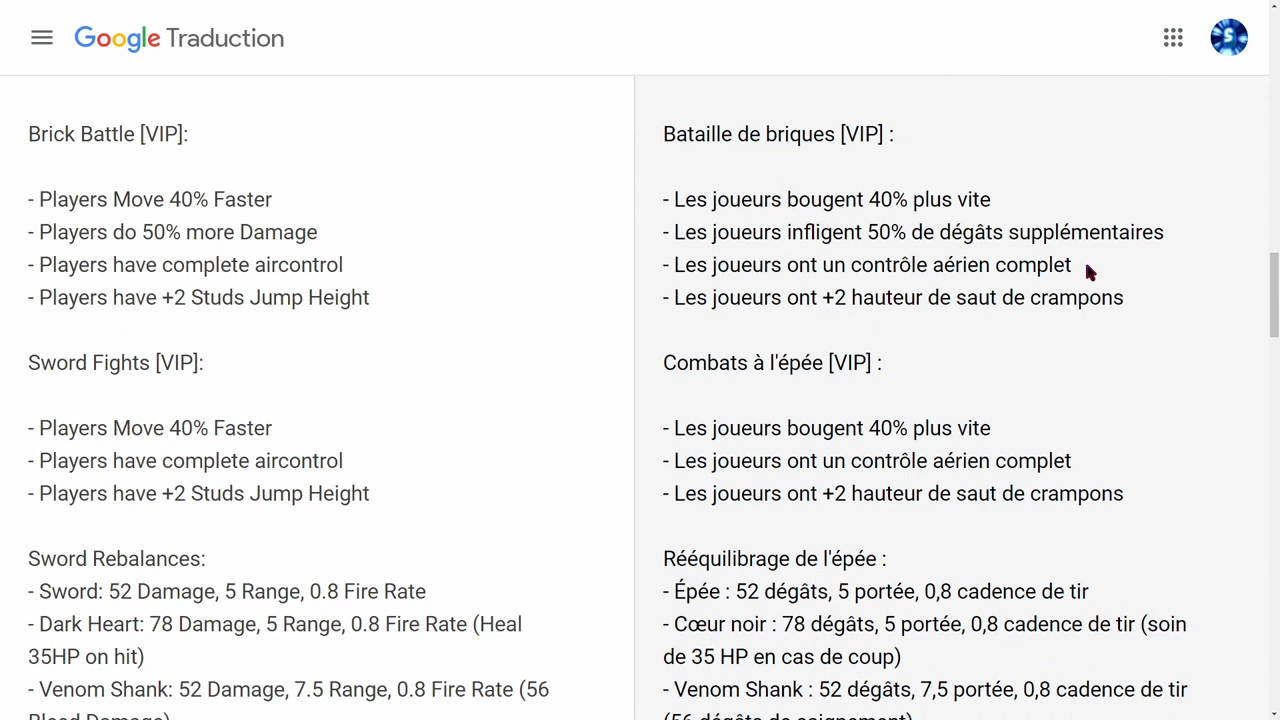 Google Traduction
Brick Battle [VIP]:
- Players Move 40% Faster
- Players do 50% more Damage
- Players have complete aircontrol
- Players have +2 Studs Jump Height
Sword Fights [VIP]:
- Players Move 40% Faster
- Players have complete aircontrol
- Players have +2 Studs Jump Height
Sword Rebalances:
- Sword: 52 Damage, 5 Range, 0.8 Fire Rate
- Dark Heart: 78 Damage, 5 Range, 0.8 Fire Rate (Heal
35HP on hit)
- Venom Shank: 52 Damage, 7.5 Range, 0.8 Fire Rate (56
Bleed Damage)
Bataille de briques [VIP] :
- Les joueurs bougent 40% plus vite
- Les joueurs infligent 50% de dégâts supplémentaires
- Les joueurs ont un contrôle aérien complet
- Les joueurs ont +2 hauteur de saut de crampons
Combats à l'épée [VIP] :
- Les joueurs bougent 40% plus vite
- Les joueurs ont un contrôle aérien complet
- Les joueurs ont +2 hauteur de saut de crampons
Rééquilibrage de l'épée :
- Épée : 52 dégâts, 5 portée, 0,8 cadence de tir
- Cœur noir : 78 dégâts, 5 portée, 0,8 cadence de tir (soin
de 35 HP en cas de coup)
- Venom Shank : 52 dégâts, 7,5 portée, 0,8 cadence de tir
(56 dégâts de saignement)
S